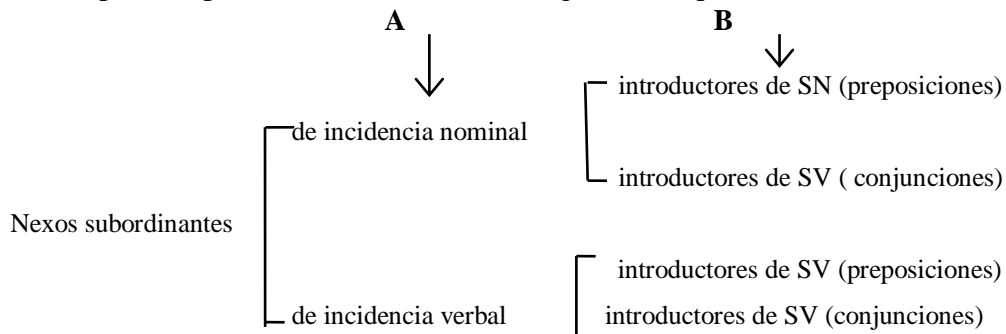 A B
introductores de SN (preposiciones)
de incidencia nominal
introductores de SV ( conjunciones)
Nexos subordinantes
introductores de SV (preposiciones)
de incidencia verbal introductores de SV (conjunciones)